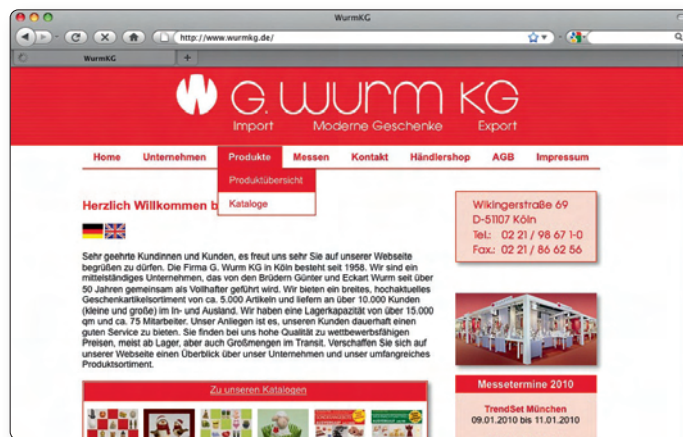 WurmKG
http://www.wurmkg.de/
WurmKG
G. WURM KG
Import Moderne Geschenke Export
Home Unternehmen Produkte Messen Kontakt Händlershop AGB Impressum
Produktübersicht
Kataloge
Herzlich Willkommen b
Sehr geehrte Kundinnen und Kunden, es freut uns sehr Sie auf unserer Webseite
begrüßen zu dürfen. Die Firma G. Wurm KG in Köln besteht seit 1958. Wir sind ein
mittelständiges Unternehmen, das von den Brüdern Günter und Eckart Wurm seit über
50 Jahren gemeinsam als Vollhafter geführt wird. Wir bieten ein breites, hochaktuelles
Geschenkartikelsortiment von ca. 5.000 Artikeln und liefern an über 10.000 Kunden
(kleine und große) im In- und Ausland. Wir haben eine Lagerkapazität von über 15.000
qm und ca. 75 Mitarbeiter. Unser Anliegen ist es, unseren Kunden dauerhaft einen
guten Service zu bieten. Sie finden bei uns hohe Qualität zu wettbewerbsfähigen
Preisen, meist ab Lager, aber auch Großmengen im Transit. Verschaffen Sie sich auf
unserer Webseite einen Überblick über unser Unternehmen und unser umfangreiches
Produktsortiment.
Zu unseren Katalogen
Wikingerstraße 69
D-51107 Köln
Tel.: 02 21 / 98 67 1-0
Fax.: 02 21 / 86 62 56
Messetermine 2010
TrendSet München
09.01.2010 bis 11.01.2010